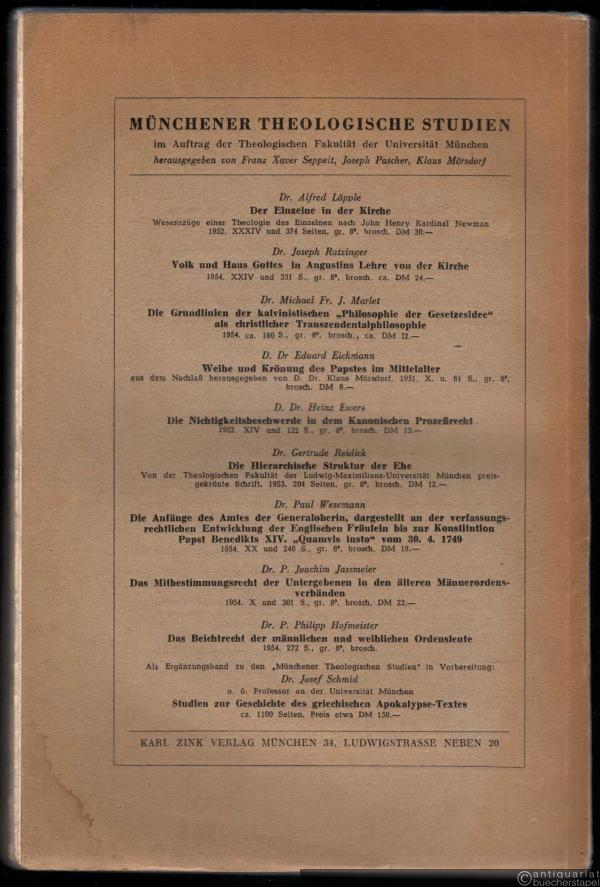 MÜNCHENER THEOLOGISCHE STUDIEN
im Auftrag der Theologischen Fakultät der Universität München
herausgegeben von Franz Xaver Seppelt, Joseph Pascher, Klaus Mörsdorf
Dr. Alfred Läpple
Der Einzelne in der Kirche
Wesenszüge einer Theologie des Einzelnen nach John Henry Kardinal Newman
1952. XXXIV und 374 Seiten, gr. 8°, brosch. DM 30.—
Dr. Joseph Ratzinger
Volk und Haus Gottes in Augustins Lehre von der Kirche
1954. XXIV und 331 S., gr. 8°, brosch. ca. DM 24.—
Dr. Michael Fr. J. Marlet
Die Grundlinien der kalvinistischen „Philosophie der Gesetzesidee“
als christlicher Transzendentalphilosophie
1954. ca. 160 S., gr. 8°, brosch., ca. DM 12.—
D. Dr Eduard Eichmann
Weihe und Krönung des Papstes im Mittelalter
aus dem Nachlaß herausgegeben von D. Dr. Klaus Mörsdorf. 1951. X. u. 61 S., gr. 8°,
brosch. DM 6.—
D. Dr. Heinz Ewers
Die Nichtigkeitsbeschwerde in dem Kanonischen Prozeßrecht
1952. XIV und 122 S., gr. 8°, brosch. DM 12.—
Dr. Gertrude Reidick
Die Hierarchische Struktur der Ehe
Von der Theologischen Fakultät der Ludwig-Maximilians-Universität München preis-
gekrönte Schrift. 1953. 204 Seiten, gr. 8°, brosch. DM 12.—
Dr. Paul Wesemann
Die Anfänge des Amtes der Generaloberin, dargestellt an der verfassungs-
rechtlichen Entwicklung der Englischen Fräulein bis zur Konstitution
Papst Benedikts XIV. „Quamvis iusto“ vom 30. 4. 1749
1954. XX und 240 S., gr. 8°, brosch. DM 18.—
Dr. P. Joachim Jassmeier
Das Mitbestimmungsrecht der Untergebenen in den älteren Männerordens-
verbänden
1954. X und 301 S., gr. 8°, brosch. DM 22.—
Dr. P. Philipp Hofmeister
Das Beichtrecht der männlichen und weiblichen Ordensleute
1954. 272 S., gr. 8°, brosch.
Als Ergänzungsband zu den „Münchener Theologischen Studien“ in Vorbereitung:
Dr. Josef Schmid
o. ö. Professor an der Universität München
Studien zur Geschichte des griechischen Apokalypse-Textes
ca. 1100 Seiten, Preis etwa DM 150.—
KARL ZINK VERLAG MÜNCHEN 34, LUDWIGSTRASSE NEBEN 20
antiquariat
buecherstapel